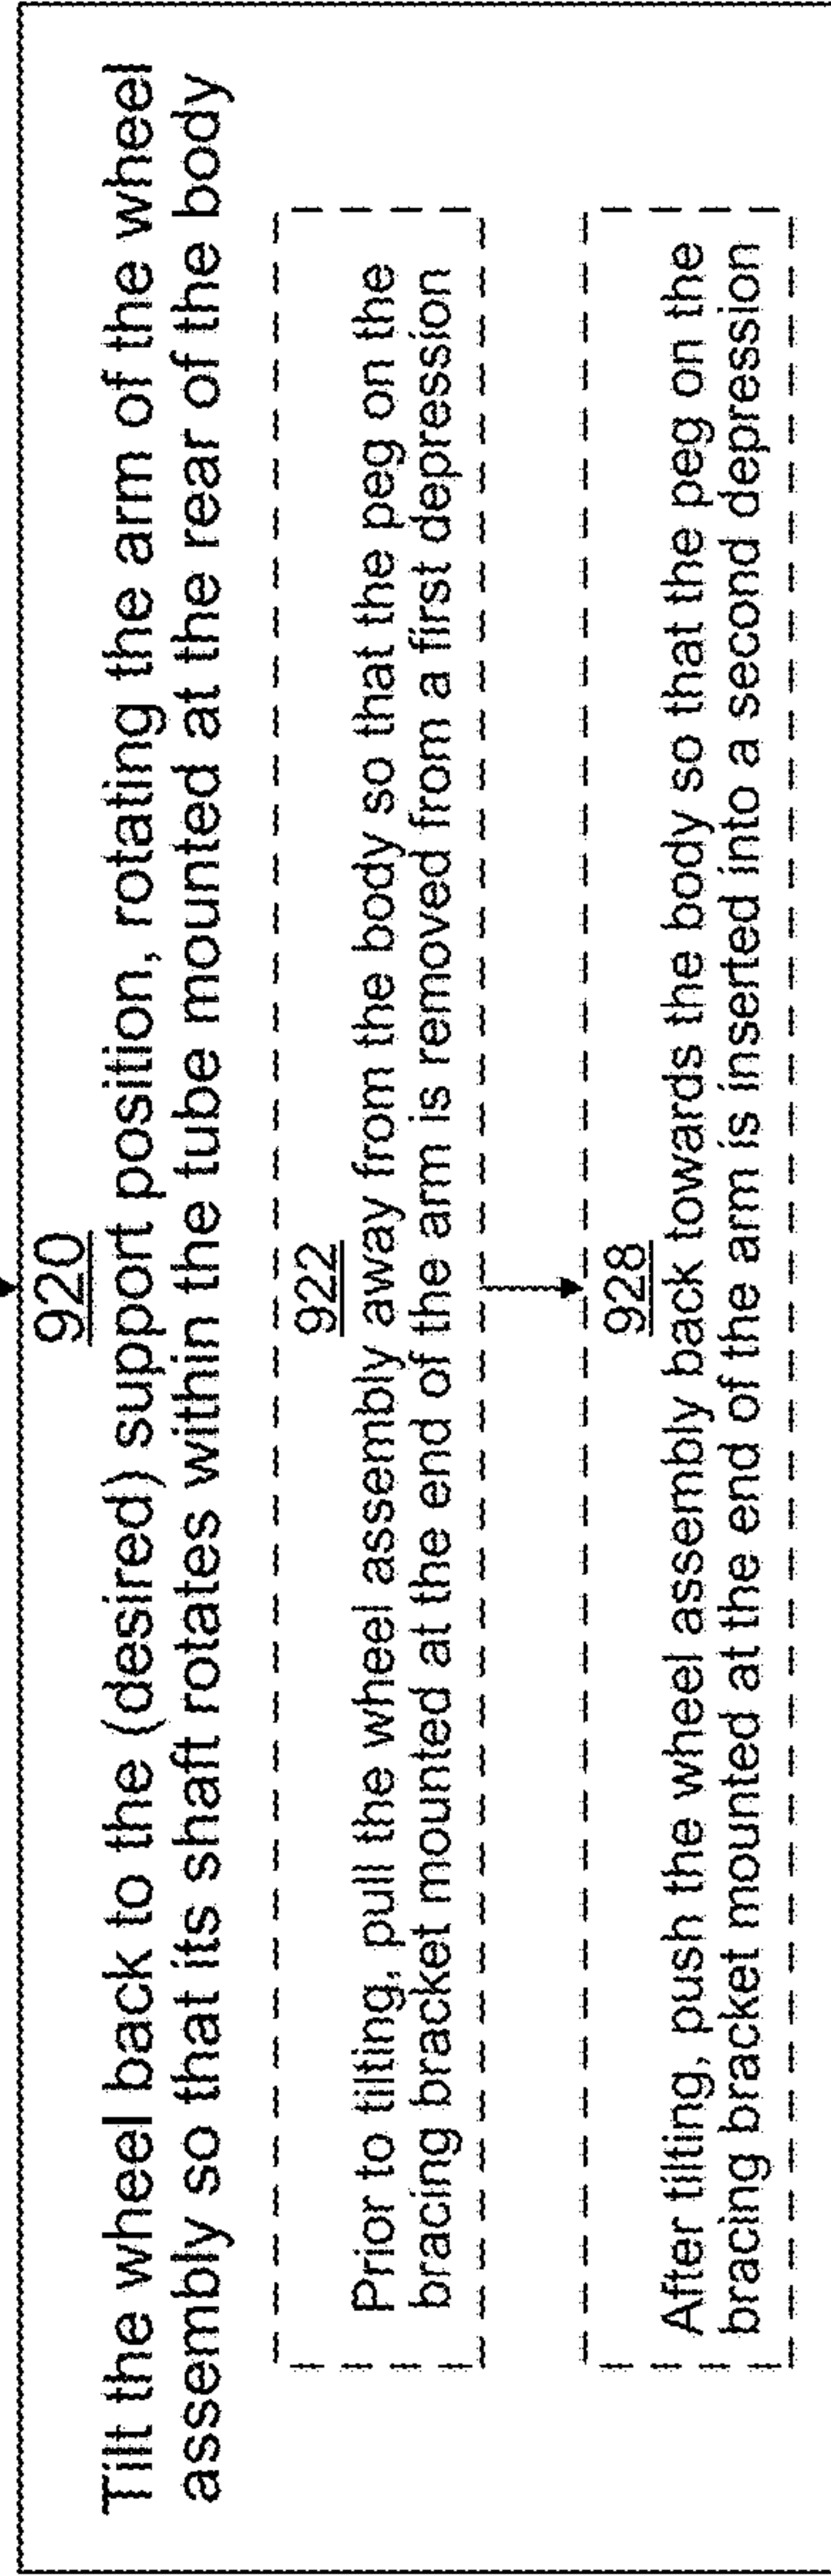 920
Tilt the wheel back to the (desired) support position, rotating the arm of the wheel
assembly so that its shaft rotates within the tube mounted at the rear of the body
922
Prior to tilting, pull the wheel assembly away from the body so that the peg on the
bracing bracket mounted at the end of the arm is removed from a first depression
928
After tilting, push the wheel assembly back towards the body so that the peg on the
bracing bracket mounted at the end of the arm is inserted into a second depression